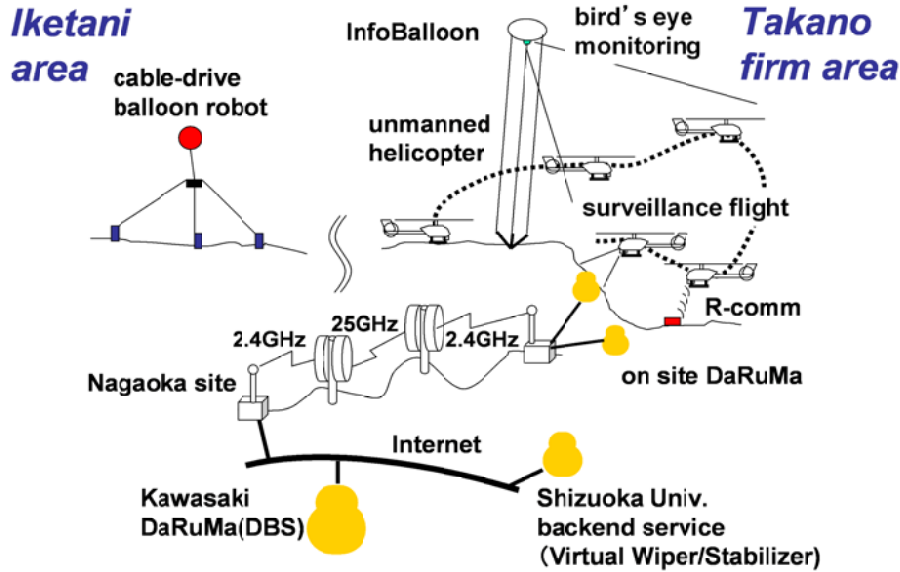 Iketani
area
cable-drive
balloon robot
InfoBalloon
bird's eye
monitoring
Takano
firm area
unmanned
helicopter
surveillance flight
R-comm
2.4GHz
25GHz
2.4GHz
Nagaoka site
on site DaRuMa
Internet
Kawasaki
DaRuMa(DBS)
Shizuoka Univ.
backend service
(Virtual Wiper/Stabilizer)